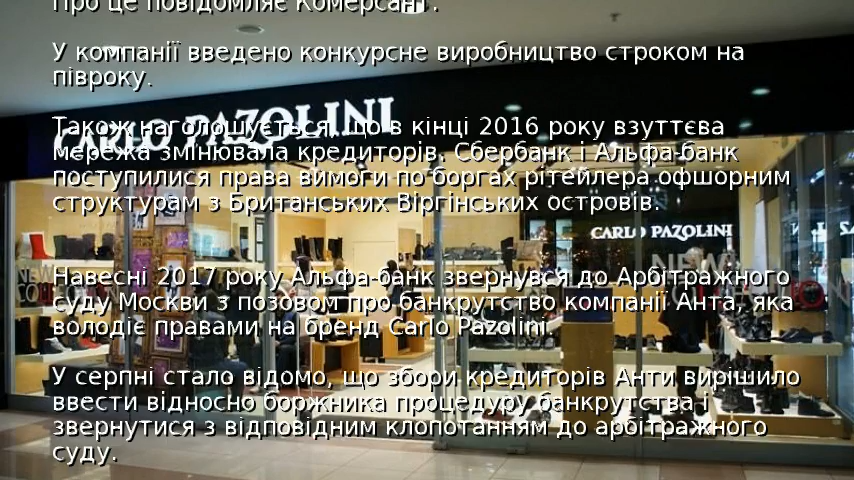 Про це повідомляє Комерсант.
У компанії введено конкурсне виробництво строком на
півроку.
CARLO PAZOLINI
Також наголошується, що в кінці 2016 року взуттєва
мережа змінювала кредиторів. Сбербанк і Альфа-банк
поступилися права вимоги по боргах рітейлера офшорним
структурам з Британських Віргінських островів.
CARLO PAZOLINI
NEW
NEW
Навесні 2017 року Альфа-банк звернувся до Арбітражного
суду Москви з позовом про банкрутство компанії Анта, яка
володіє правами на бренд Carlo Pazolini.
У серпні стало відомо, що збори кредиторів Анти вирішило
ввести відносно боржника процедуру банкрутства і
звернутися з відповідним клопотанням до арбітражного
суду.